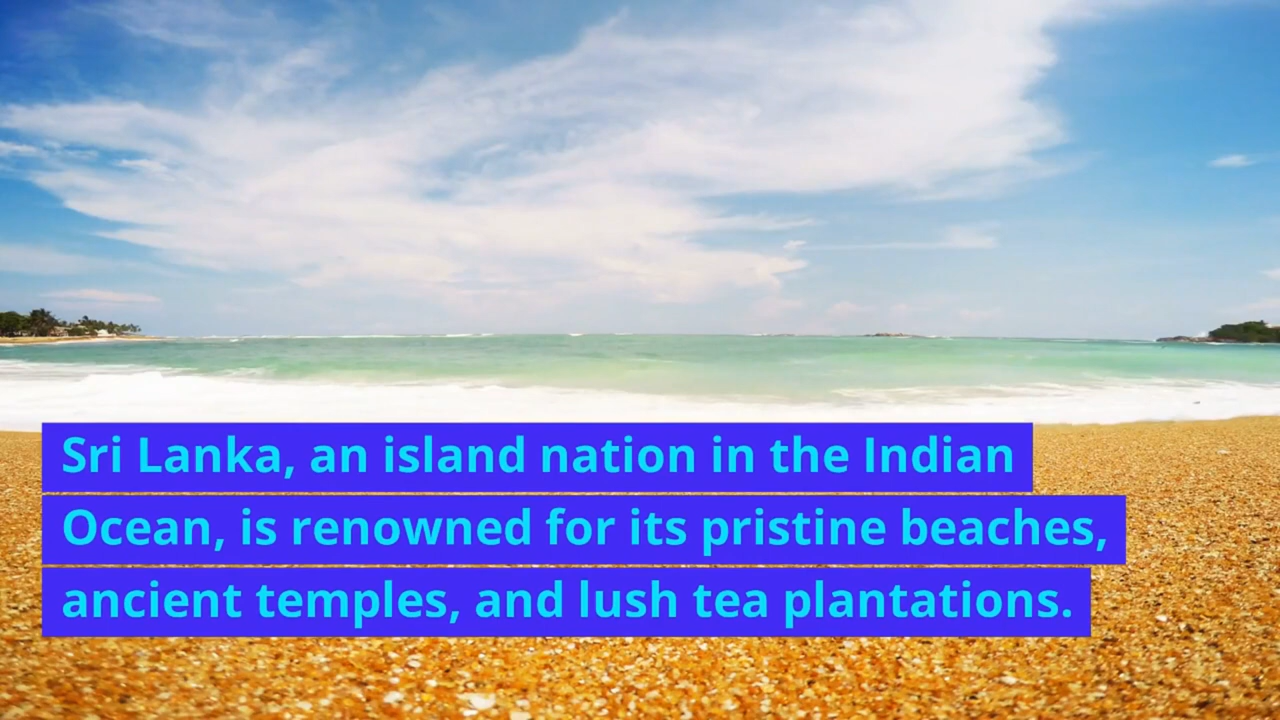 Sri Lanka, an island nation in the Indian
Ocean, is renowned for its pristine beaches,
ancient temples, and lush tea plantations.